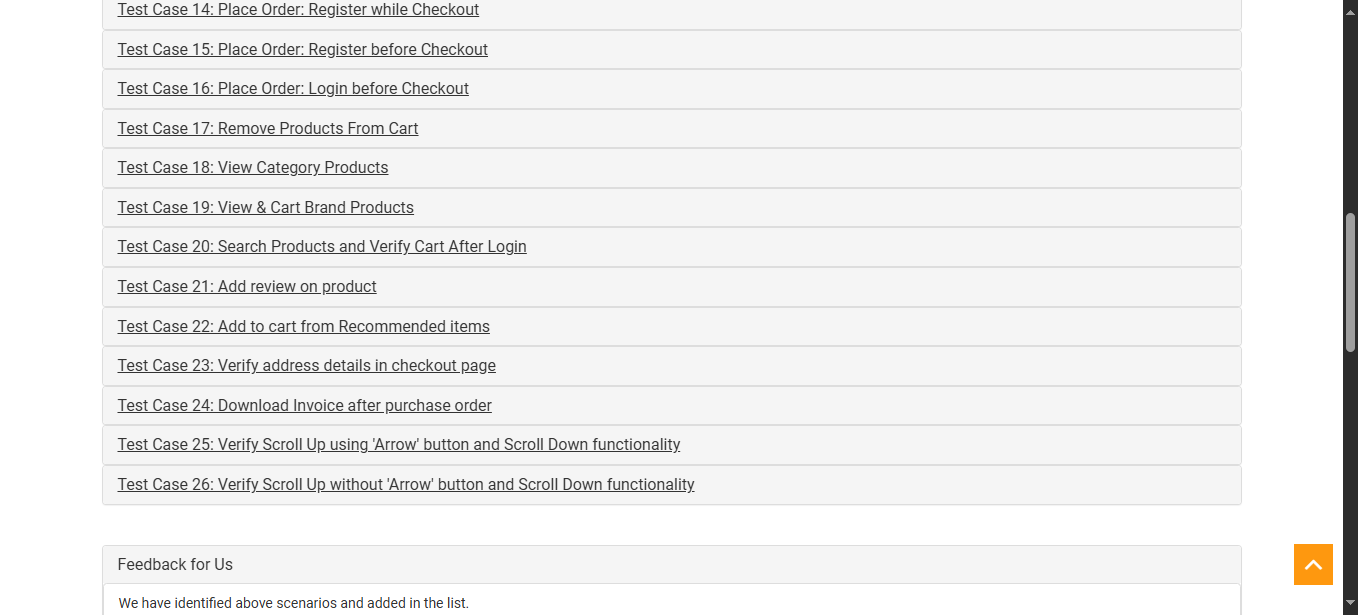 Test Case 14: Place Order: Register while Checkout
Test Case 15: Place Order: Register before Checkout
Test Case 16: Place Order: Login before Checkout
Test Case 17: Remove Products From Cart
Test Case 18: View Category Products
Test Case 19: View & Cart Brand Products
Test Case 20: Search Products and Verify Cart After Login
Test Case 21: Add review on product
Test Case 22: Add to cart from Recommended items
Test Case 23: Verify address details in checkout page
Test Case 24: Download Invoice after purchase order
Test Case 25: Verify Scroll Up using 'Arrow' button and Scroll Down functionality
Test Case 26: Verify Scroll Up without 'Arrow' button and Scroll Down functionality
Feedback for Us
We have identified above scenarios and added in the list.